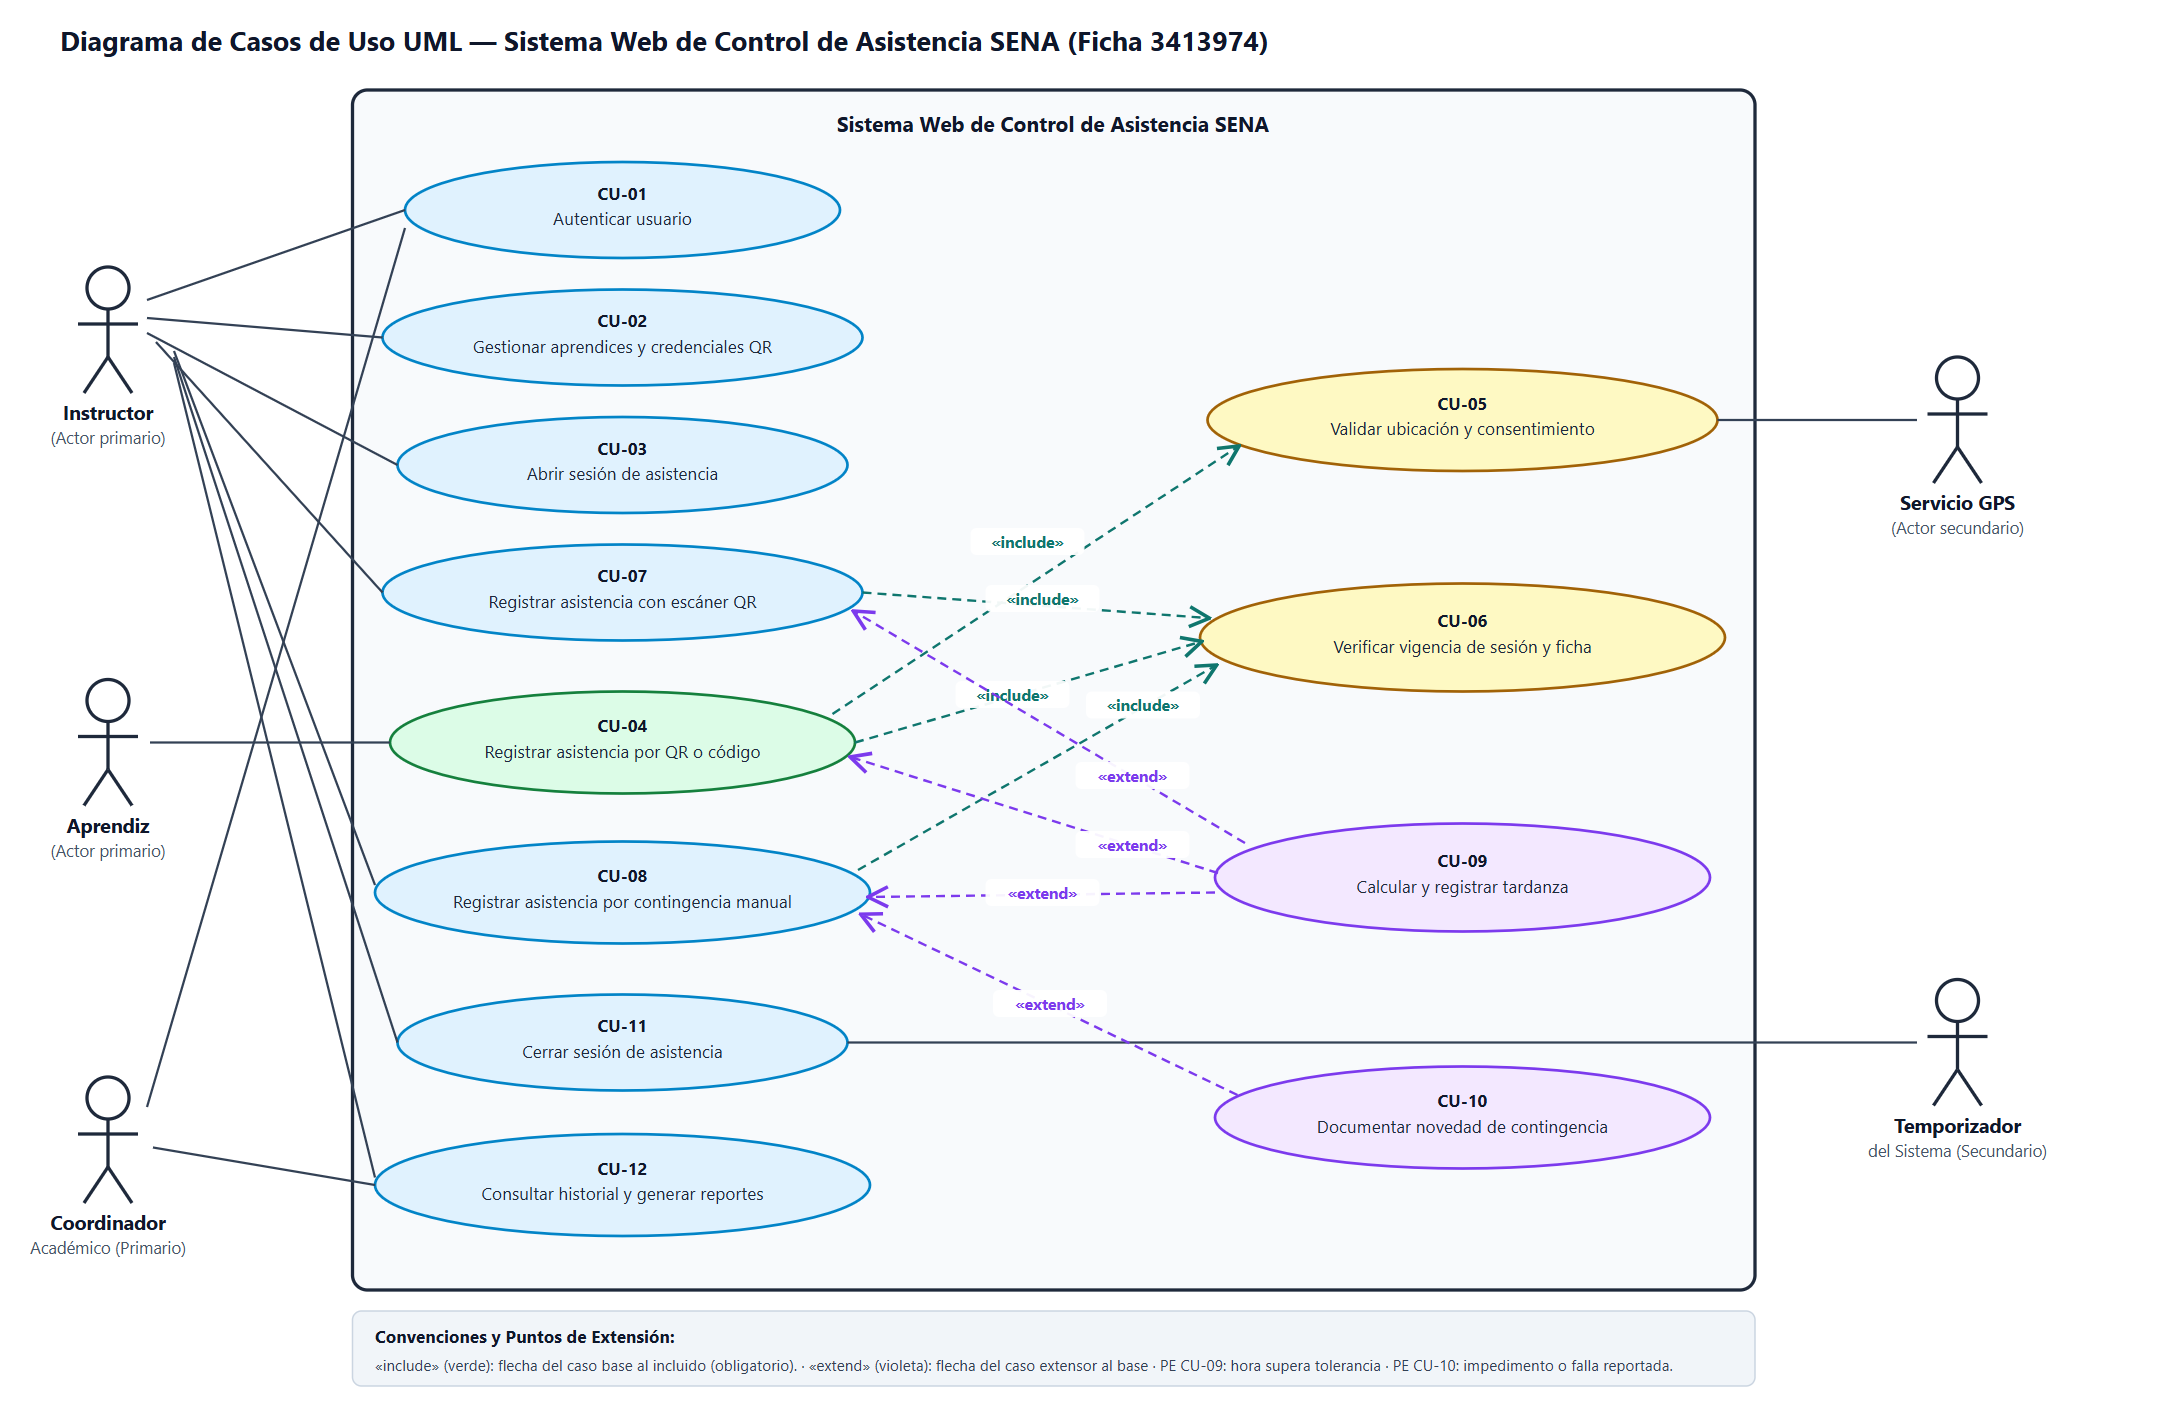 Diagrama de Casos de Uso UML — Sistema Web de Control de Asistencia SENA (Ficha 3413974)
Sistema Web de Control de Asistencia SENA
CU-01
Autenticar usuario
CU-02
Gestionar aprendices y credenciales QR
CU-03
Abrir sesión de asistencia
CU-07
Registrar asistencia con escáner QR
CU-04
Registrar asistencia por QR o código
CU-08
Registrar asistencia por contingencia manual
CU-11
Cerrar sesión de asistencia
CU-12
Consultar historial y generar reportes
CU-05
Validar ubicación y consentimiento
CU-06
Verificar vigencia de sesión y ficha
CU-09
Calcular y registrar tardanza
CU-10
Documentar novedad de contingencia
«include»
«include»
«include»
«include»
«extend»
«extend»
«extend»
«extend»
Instructor
(Actor primario)
Aprendiz
(Actor primario)
Coordinador
Académico (Primario)
Servicio GPS
(Actor secundario)
Temporizador
del Sistema (Secundario)
Convenciones y Puntos de Extensión:
«include» (verde): flecha del caso base al incluido (obligatorio). · «extend» (violeta): flecha del caso extensor al base · PE CU-09: hora supera tolerancia · PE CU-10: impedimento o falla reportada.